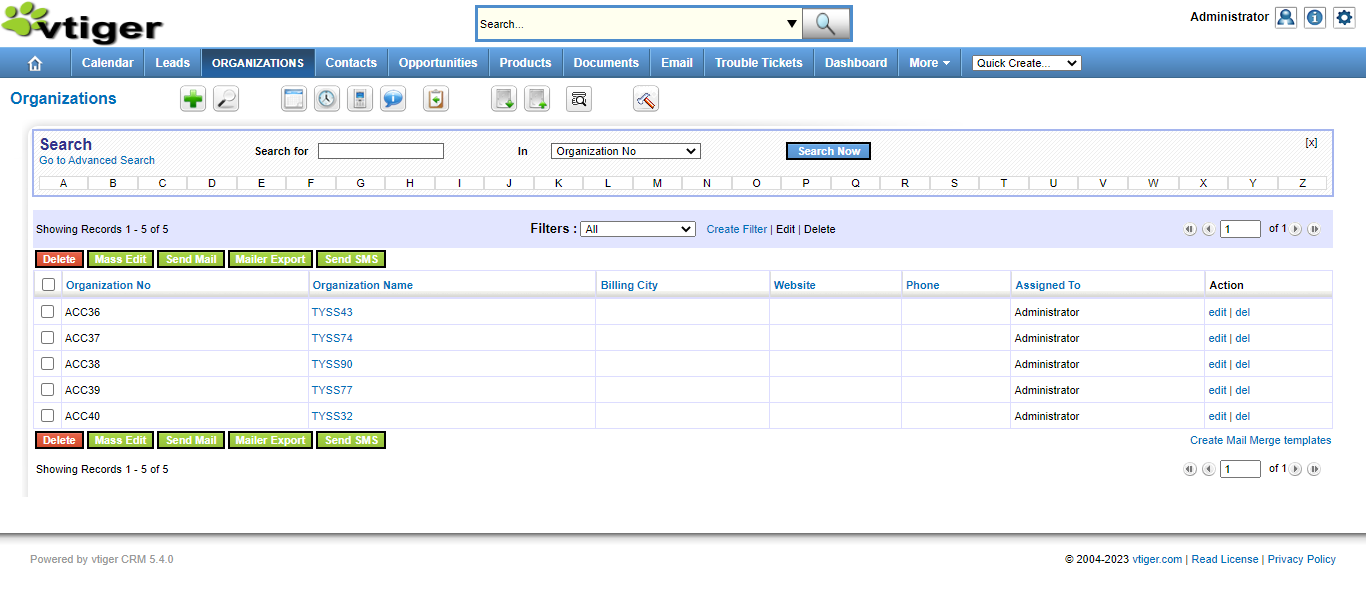 vtiger
Search...
Administrator
Calendar Leads ORGANIZATIONS Contacts Opportunities Products Documents Email Trouble Tickets Dashboard More Quick Create...
Organizations
Search
Go to Advanced Search
Search for In Organization No Search Now [x]
A B C D E F G H I J K L M N O P Q R S T U V W X Y Z
Showing Records 1 - 5 of 5 Filters : All Create Filter | Edit | Delete 1 of 1
Delete Mass Edit Send Mail Mailer Export Send SMS
Organization No Organization Name Billing City Website Phone Assigned To Action
ACC36 TYSS43 Administrator edit | del
ACC37 TYSS74 Administrator edit | del
ACC38 TYSS90 Administrator edit | del
ACC39 TYSS77 Administrator edit | del
ACC40 TYSS32 Administrator edit | del
Delete Mass Edit Send Mail Mailer Export Send SMS Create Mail Merge templates
Showing Records 1 - 5 of 5 1 of 1
Powered by vtiger CRM 5.4.0 © 2004-2023 vtiger.com | Read License | Privacy Policy